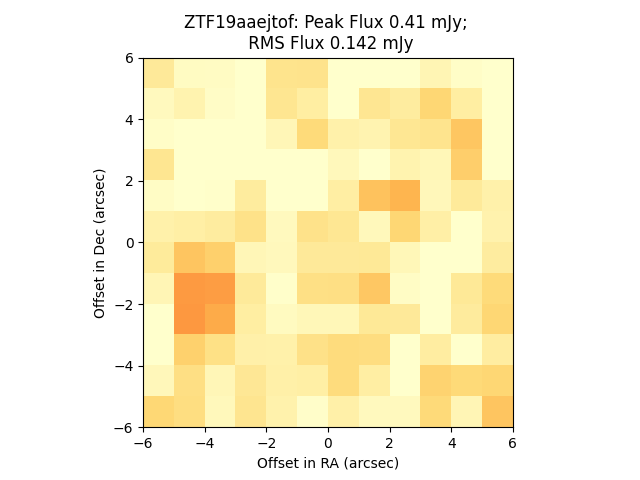 ZTF19aaejtof: Peak Flux 0.41 mJy;
RMS Flux 0.142 mJy
6
4
2
0
−2
−4
−6
Offset in Dec (arcsec)
−6 −4 −2 0 2 4 6
Offset in RA (arcsec)